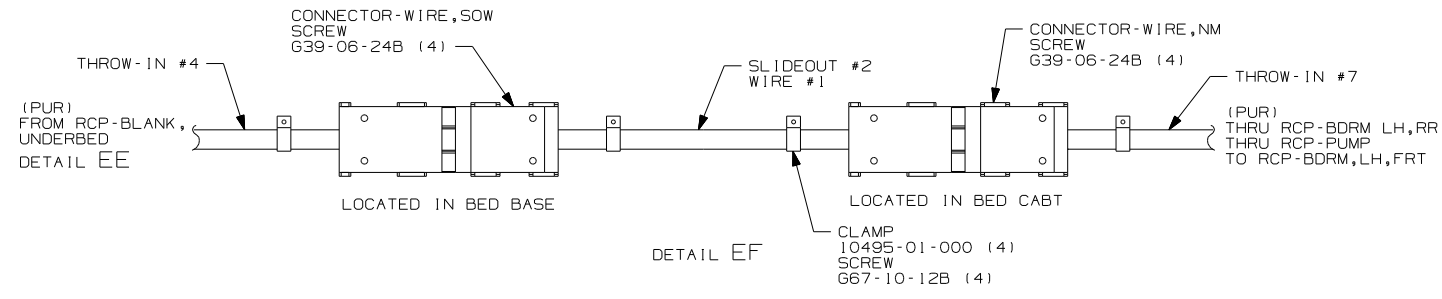 CONNECTOR-WIRE,SOW
SCREW
G39-06-24B (4)
THROW-IN #4
(PUR)
FROM RCP-BLANK,
UNDERBED
DETAIL EE
SLIDEOUT #2
WIRE #1
CONNECTOR-WIRE,NM
SCREW
G39-06-24B (4)
THROW-IN #7
(PUR)
THRU RCP-BDRM LH,RR
THRU RCP-PUMP
TO RCP-BDRM,LH,FRT
LOCATED IN BED BASE
LOCATED IN BED CABT
CLAMP
10495-01-000 (4)
SCREW
G67-10-12B (4)
DETAIL EF